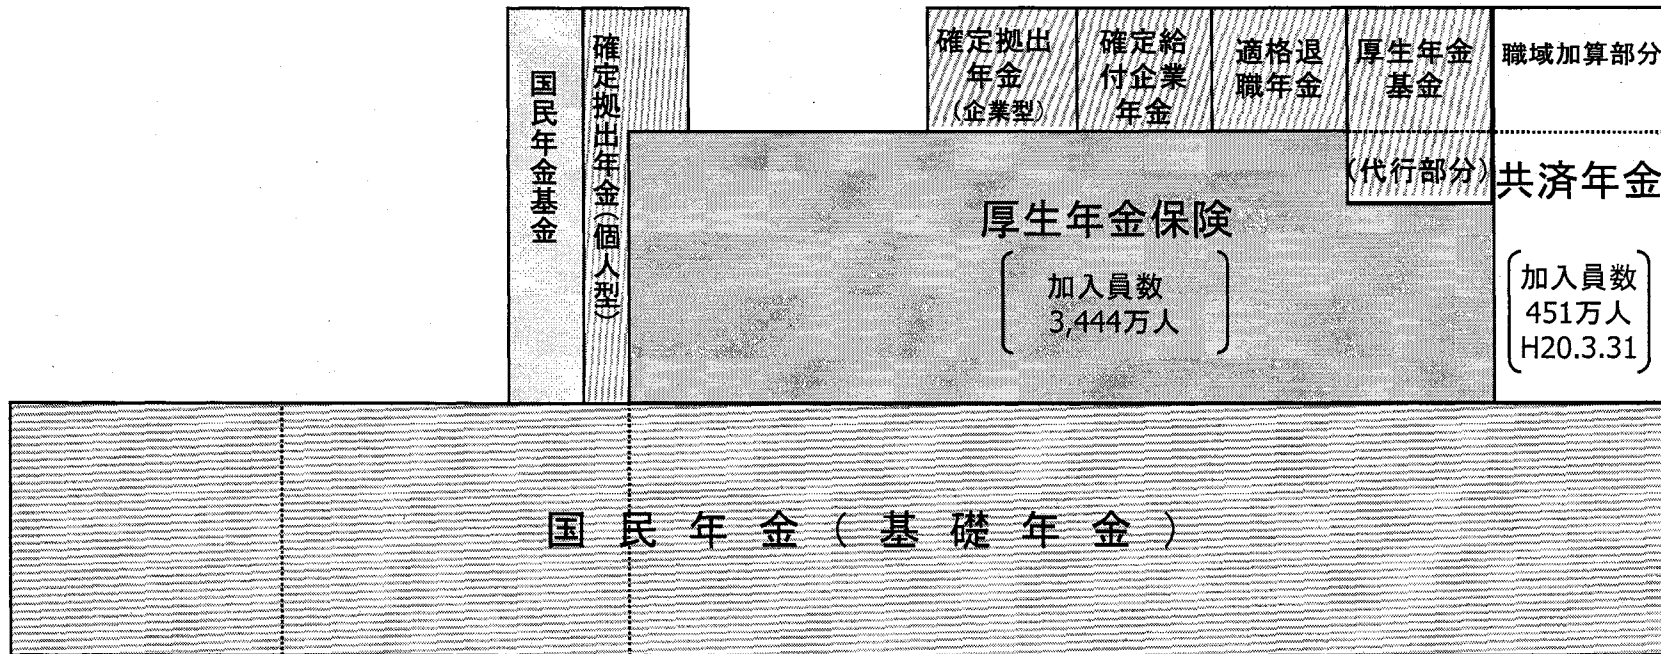 国民年金基金
確定拠出年金(個人型)
確定拠出
年金
(企業型)
確定給
付企業
年金
適格退
職年金
厚生年金
基金
(代行部分)
職域加算部分
共済年金
加入員数
451万人
H20.3.31
厚生年金保険
加入員数
3,444万人
国民年金(基礎年金)